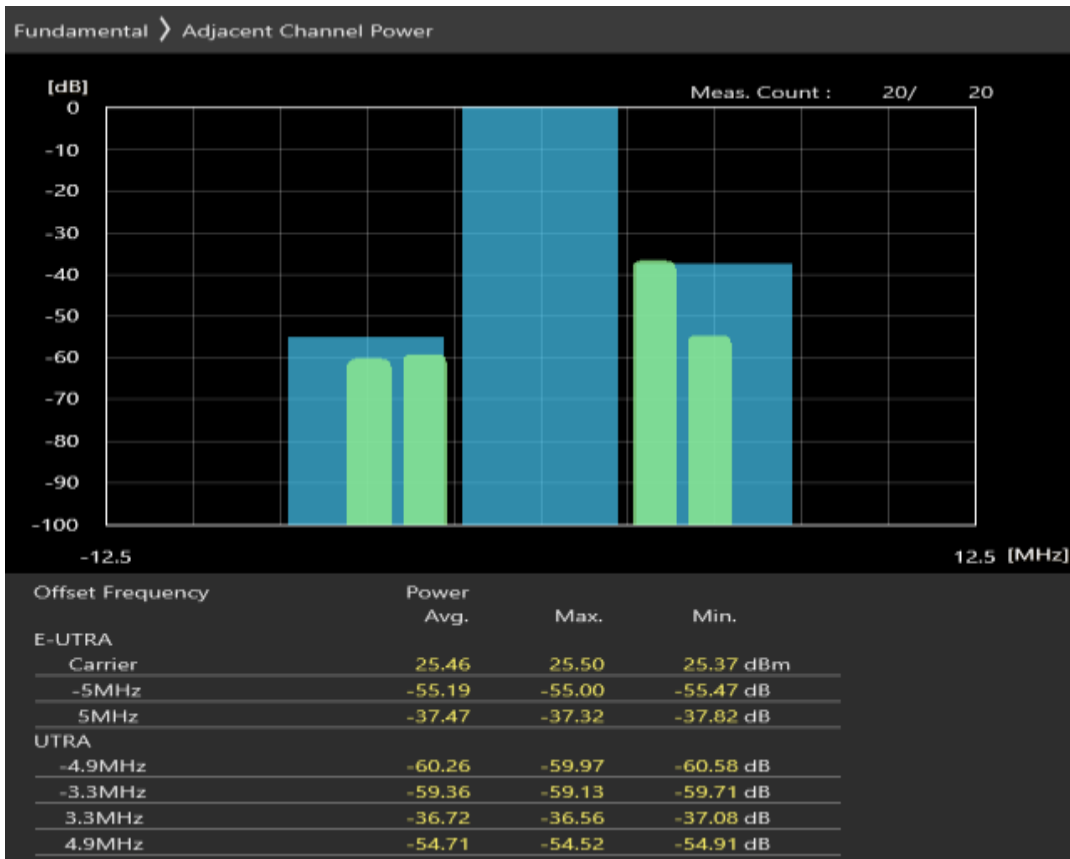 Fundamental 〉 Adjacent Channel Power
[dB]
Meas. Count : 20/ 20
0
-10
-20
-30
-40
-50
-60
-70
-80
-90
-100
-12.5 12.5 [MHz]
Offset Frequency Power
Avg. Max. Min.
E-UTRA
Carrier 25.46 25.50 25.37 dBm
-5MHz -55.19 -55.00 -55.47 dB
5MHz -37.47 -37.32 -37.82 dB
UTRA
-4.9MHz -60.26 -59.97 -60.58 dB
-3.3MHz -59.36 -59.13 -59.71 dB
3.3MHz -36.72 -36.56 -37.08 dB
4.9MHz -54.71 -54.52 -54.91 dB